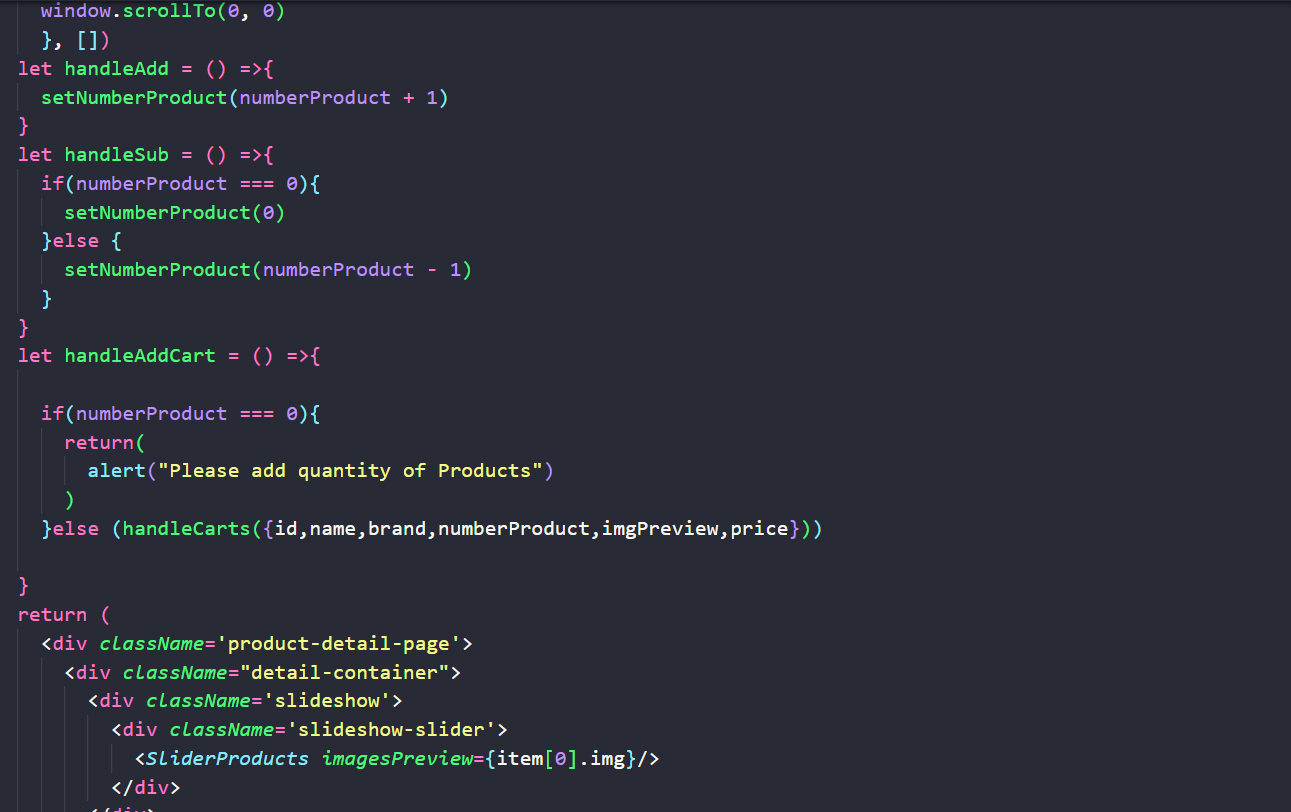 window.scrollTo(0, 0)
}, [])
let handleAdd = () =>{
setNumberProduct(numberProduct + 1)
}
let handleSub = () =>{
if(numberProduct === 0){
setNumberProduct(0)
}else {
setNumberProduct(numberProduct - 1)
}
}
let handleAddCart = () =>{
if(numberProduct === 0){
return(
alert("Please add quantity of Products")
)
}else (handleCarts({id,name,brand,numberProduct,imgPreview,price}))
}
return (
<div className='product-detail-page'>
<div className="detail-container">
<div className='slideshow'>
<div className='slideshow-slider'>
<SliderProducts imagesPreview={item[0].img}/>
</div>